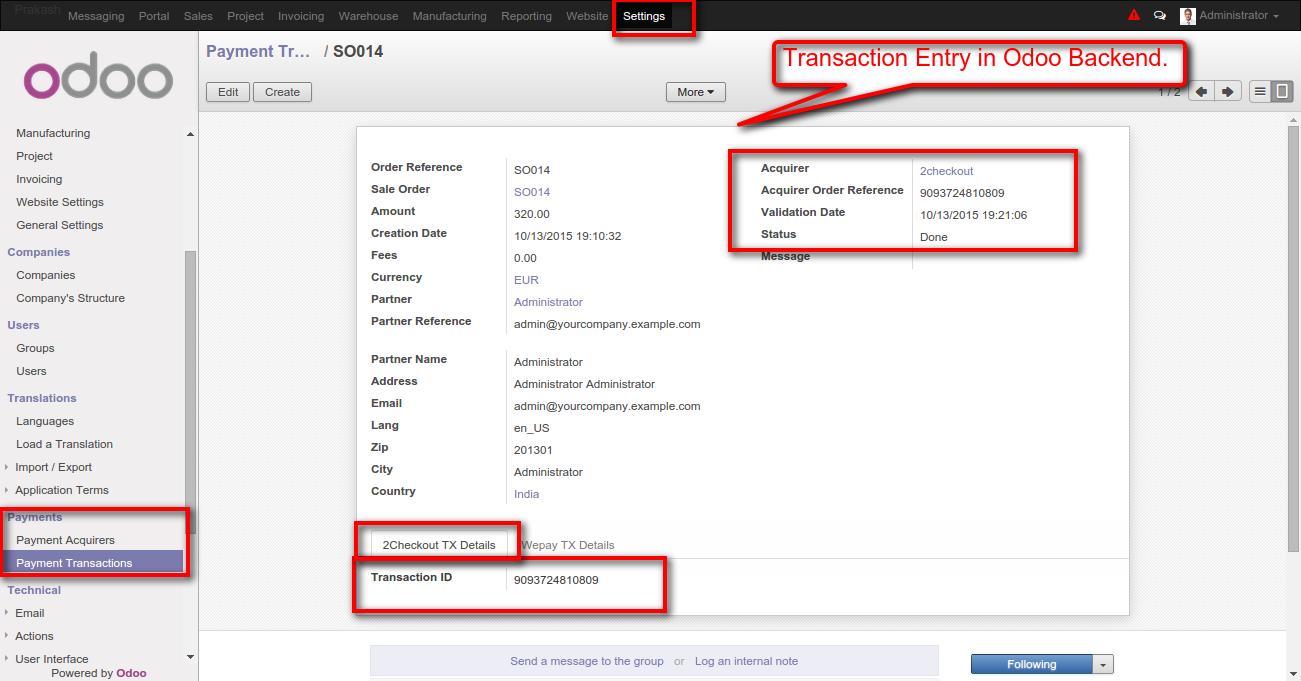 Prakash
Messaging Portal Sales Project Invoicing Warehouse Manufacturing Reporting Website Settings Administrator
odoo
Payment Tr... / SO014
Transaction Entry in Odoo Backend.
Edit Create More 1 / 2
Manufacturing
Project
Invoicing
Website Settings
General Settings
Companies
Companies
Company's Structure
Users
Groups
Users
Translations
Languages
Load a Translation
Import / Export
Application Terms
Payments
Payment Acquirers
Payment Transactions
Technical
Email
Actions
User Interface
Powered by Odoo
Order Reference SO014
Sale Order SO014
Amount 320.00
Creation Date 10/13/2015 19:10:32
Fees 0.00
Currency EUR
Partner Administrator
Partner Reference admin@yourcompany.example.com
Acquirer 2checkout
Acquirer Order Reference 9093724810809
Validation Date 10/13/2015 19:21:06
Status Done
Message
Partner Name Administrator
Address Administrator Administrator
Email admin@yourcompany.example.com
Lang en_US
Zip 201301
City Administrator
Country India
2Checkout TX Details Wepay TX Details
Transaction ID 9093724810809
Send a message to the group or Log an internal note
Following